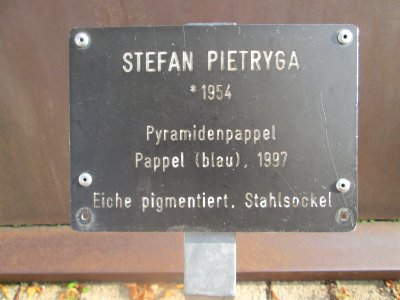 STEFAN PIETRYGA
*1954
Pyramidenpappel
Pappel (blau), 1997
Eiche pigmentiert, Stahlsockel